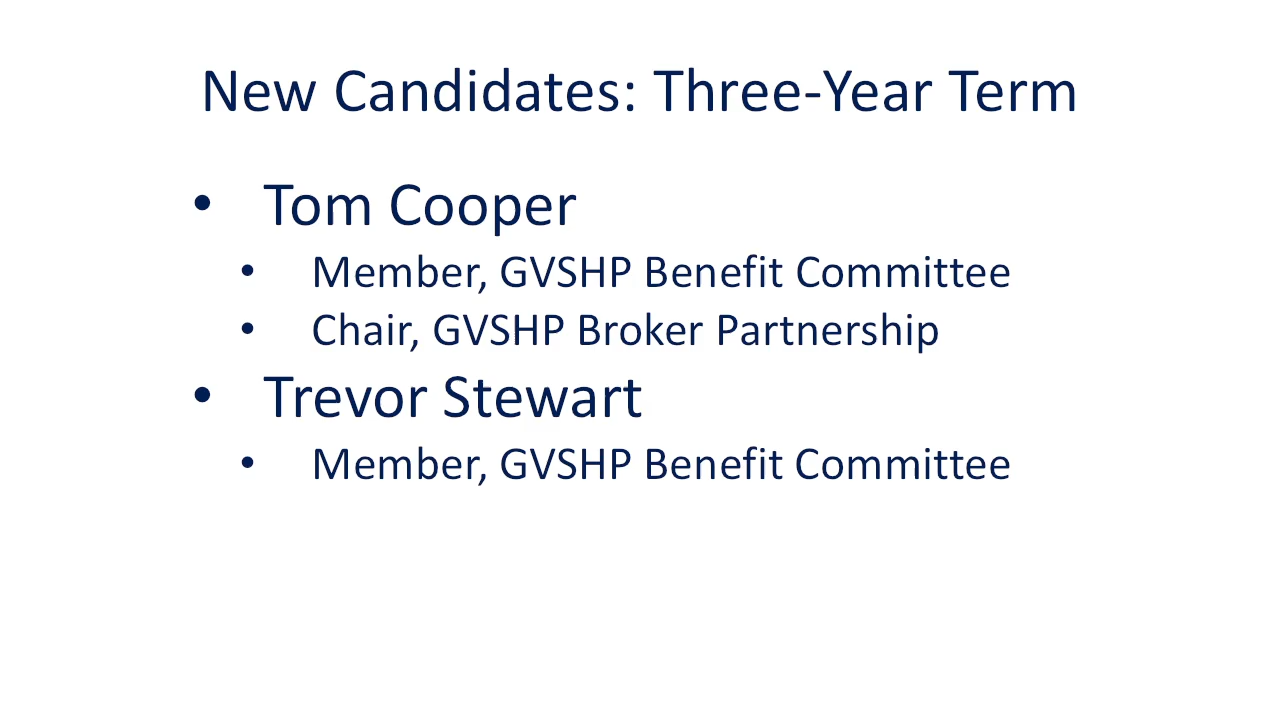 New Candidates: Three-Year Term
• Tom Cooper
• Member, GVSHP Benefit Committee
• Chair, GVSHP Broker Partnership
• Trevor Stewart
• Member, GVSHP Benefit Committee